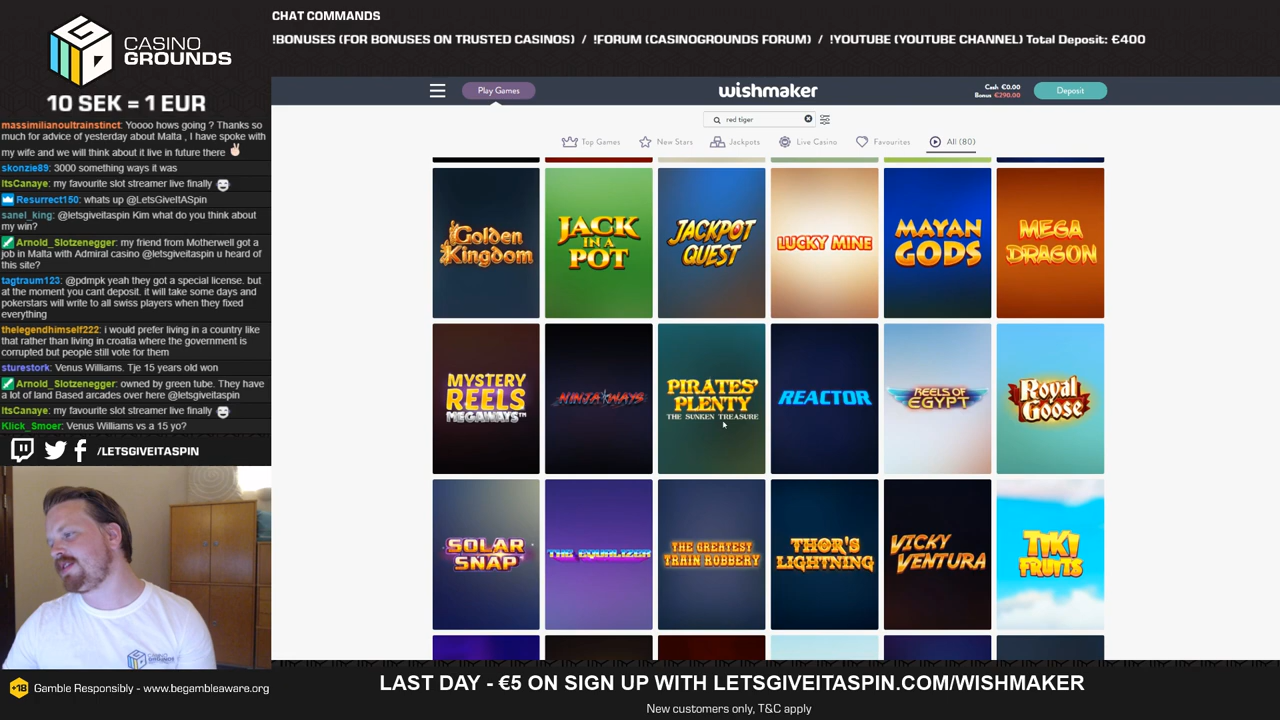 CHAT COMMANDS
!BONUSES (FOR BONUSES ON TRUSTED CASINOS) / !FORUM (CASINOGROUNDS FORUM) / !YOUTUBE (YOUTUBE CHANNEL) Total Deposit: €400
CASINO
GROUNDS
10 SEK = 1 EUR
massimilianoultrainstinct: Yoooo hows going ? Thanks so
much for advice of yesterday about Malta , I have spoke with
my wife and we will think about it live in future there
skonzie89: 3000 something ways it was
ItsCanaye: my favourite slot streamer live finally
Resurrect150: whats up @LetsGiveItASpin
sanel_king: @letsgiveitaspin Kim what do you think about
my win?
Arnold_Slotzenegger: my friend from Motherwell got a
job in Malta with Admiral casino @letsgiveitaspin u heard of
this site?
tagtraum123: @pdmpk yeah they got a special license. but
at the moment you cant deposit. it will take some days and
pokerstars will write to all swiss players when they fixed
everything
thelegendhimself222: i would prefer living in a country like
that rather than living in croatia where the government is
corrupted but people still vote for them
sturestork: Venus Williams. Tje 15 years old won
Arnold_Slotzenegger: owned by green tube. They have
a lot of land Based arcades over here @letsgiveitaspin
ItsCanaye: my favourite slot streamer live finally
Klick_Smoer: Venus Williams vs a 15 yo?
/LETSGIVEITASPIN
Play Games
wishmaker
Cash €0.00
Bonus €290.00
Deposit
red tiger
Top Games
New Stars
Jackpots
Live Casino
Favourites
All (80)
Golden
Kingdom
JACK
IN A
POT
JACKPOT
QUEST
LUCKY MINE
MAYAN
GODS
MEGA
DRAGON
MYSTERY
REELS
MEGAWAYS™
NINJA WAYS
PIRATES'
PLENTY
THE SUNKEN TREASURE
REACTOR
REELS OF
EGYPT
Royal
Goose
SOLAR
SNAP
THE EQUALIZER
THE GREATEST
TRAIN ROBBERY
THOR'S
LIGHTNING
VICKY
VENTURA
TIKI
FRUITS
CASINO
GROUNDS
+18
Gamble Responsibly - www.begambleaware.org
LAST DAY - €5 ON SIGN UP WITH LETSGIVEITASPIN.COM/WISHMAKER
New customers only, T&C apply